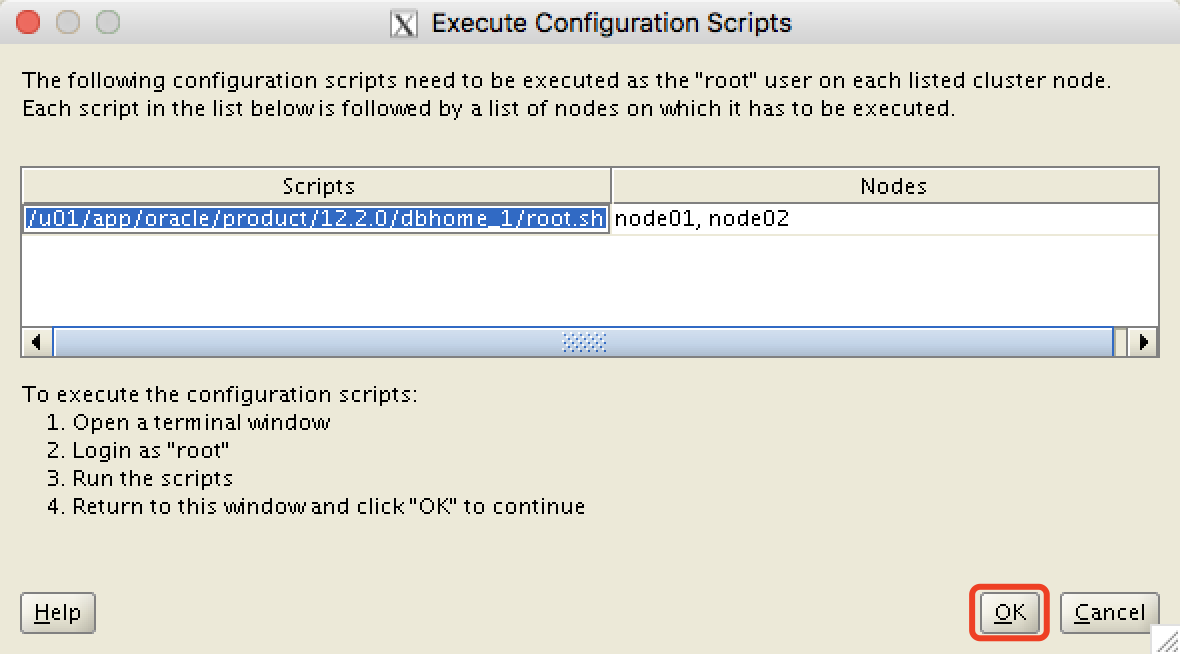 Execute Configuration Scripts
The following configuration scripts need to be executed as the "root" user on each listed cluster node.
Each script in the list below is followed by a list of nodes on which it has to be executed.
Scripts Nodes
/u01/app/oracle/product/12.2.0/dbhome_1/root.sh node01, node02
To execute the configuration scripts:
1. Open a terminal window
2. Login as "root"
3. Run the scripts
4. Return to this window and click "OK" to continue
Help OK Cancel